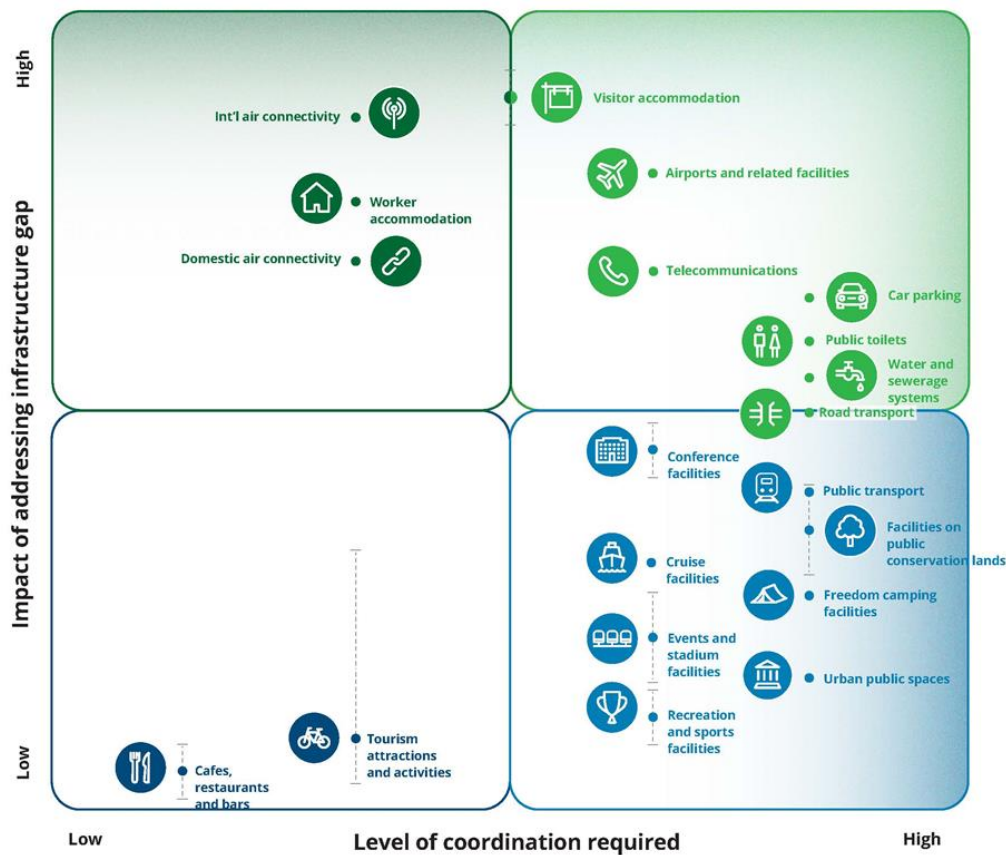 High
Impact of addressing infrastructure gap
Low
Int'l air connectivity
Worker
accommodation
Domestic air connectivity
Visitor accommodation
Airports and related facilities
Telecommunications
Car parking
Public toilets
Water and
sewerage
systems
Road transport
Conference
facilities
Public transport
Facilities on
public
conservation lands
Cruise
facilities
Freedom camping
facilities
Events and
stadium
facilities
Urban public spaces
Recreation
and sports
facilities
Tourism
attractions
and activities
Cafes,
restaurants
and bars
Low
Level of coordination required
High